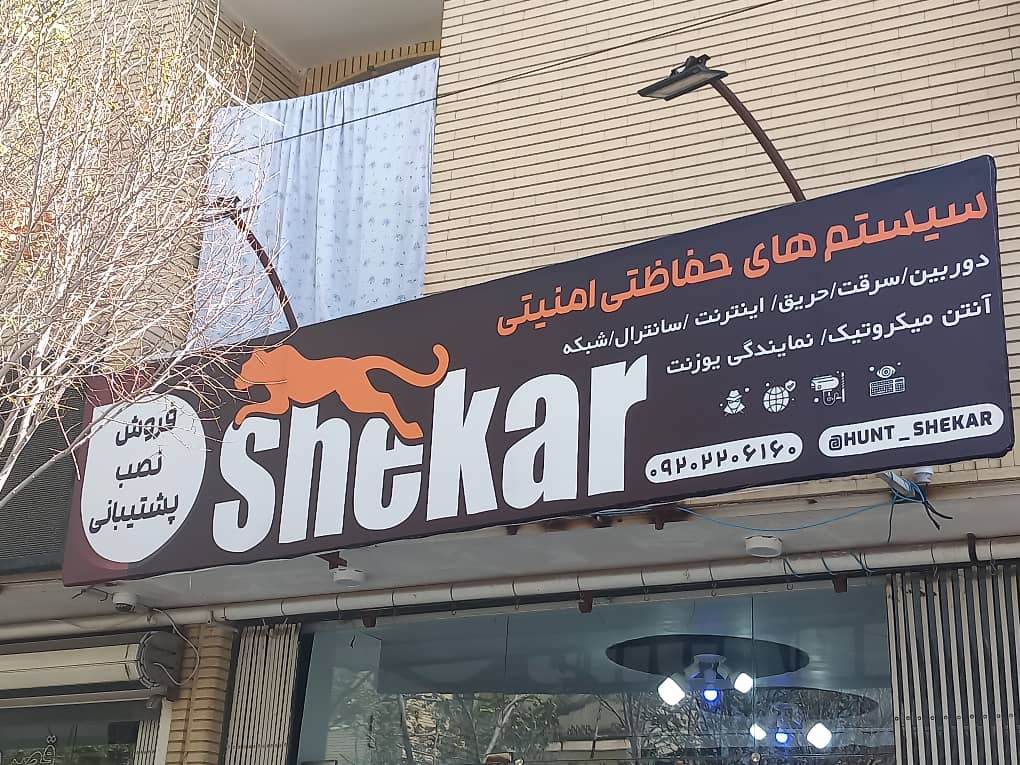 سیستم های حفاظتی امنیتی
دوربین/سرقت/حریق/ اینترنت /سانترال/شبکه
آنتن میکروتیک/ نمایندگی یوزنت
shekar
فروش
نصب
پشتیبانی
۰۹۲۰۲۲۰۶۱۶۰
@HUNT_SHEKAR